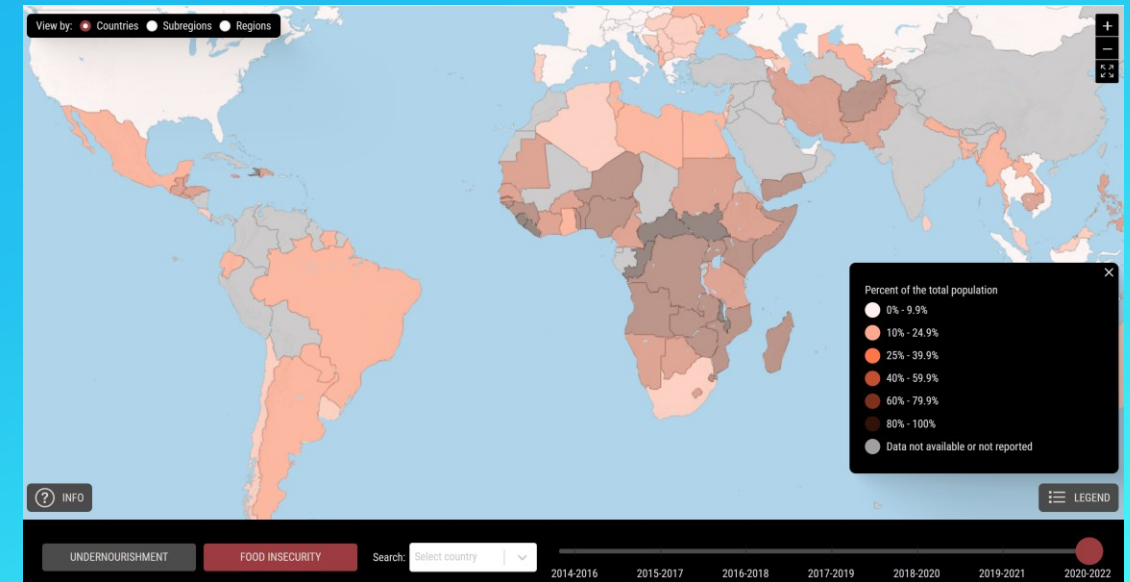 View by: Countries Subregions Regions
+
−
Percent of the total population
0% - 9.9%
10% - 24.9%
25% - 39.9%
40% - 59.9%
60% - 79.9%
80% - 100%
Data not available or not reported
? INFO
LEGEND
UNDERNOURISHMENT FOOD INSECURITY Search: Select country
2014-2016 2015-2017 2016-2018 2017-2019 2018-2020 2019-2021 2020-2022